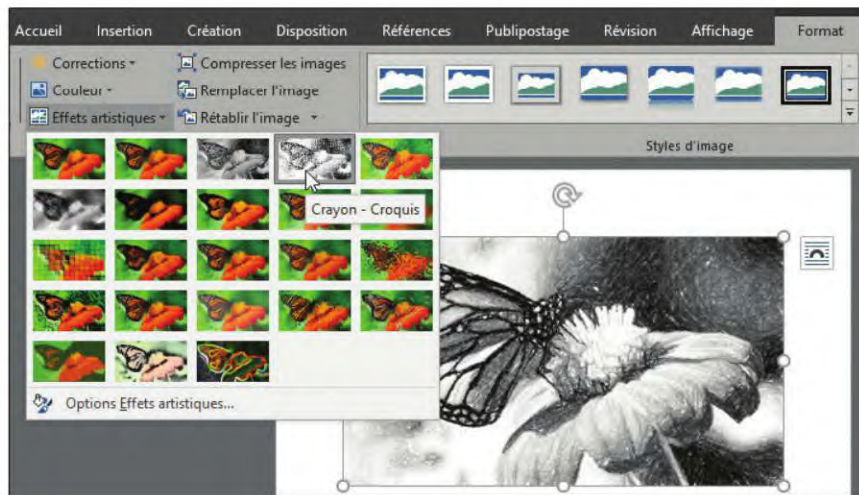 Accueil Insertion Création Disposition Références Publipostage Révision Affichage Format
Corrections Compresser les images
Couleur Remplacer l'image
Effets artistiques Rétablir l'image
Styles d'image
Crayon - Croquis
Options Effets artistiques...